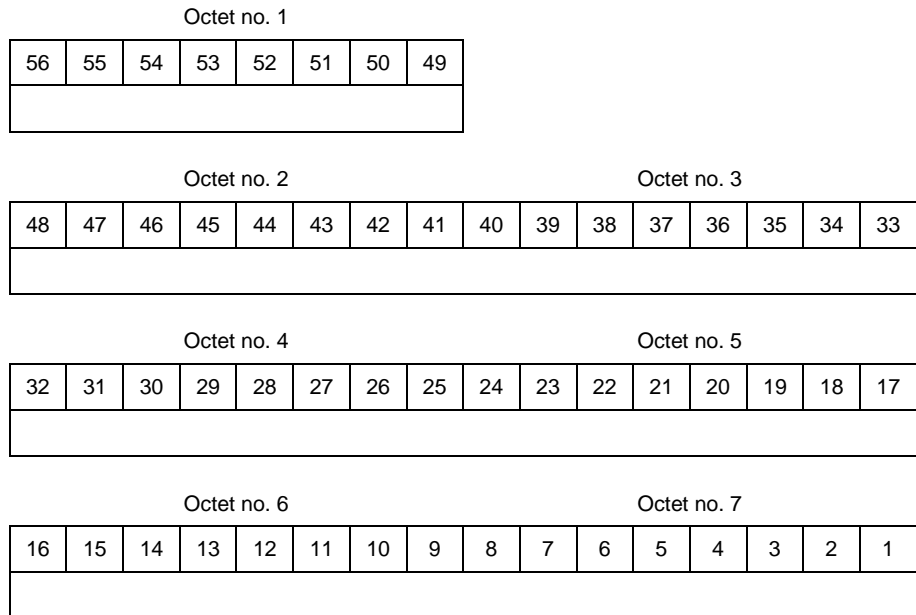 Octet no. 1
56 55 54 53 52 51 50 49
Octet no. 2 Octet no. 3
48 47 46 45 44 43 42 41 40 39 38 37 36 35 34 33
Octet no. 4 Octet no. 5
32 31 30 29 28 27 26 25 24 23 22 21 20 19 18 17
Octet no. 6 Octet no. 7
16 15 14 13 12 11 10 9 8 7 6 5 4 3 2 1